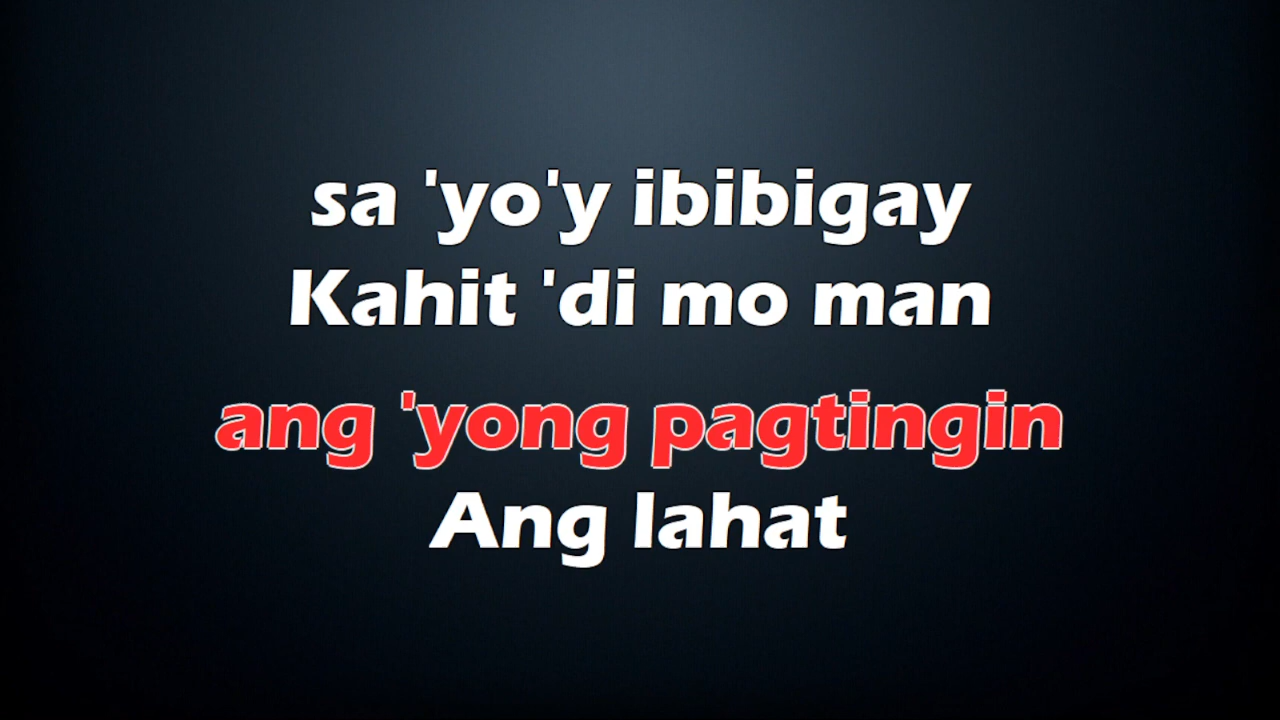 sa 'yo'y ibibigay
Kahit 'di mo man
ang 'yong pagtingin
Ang lahat